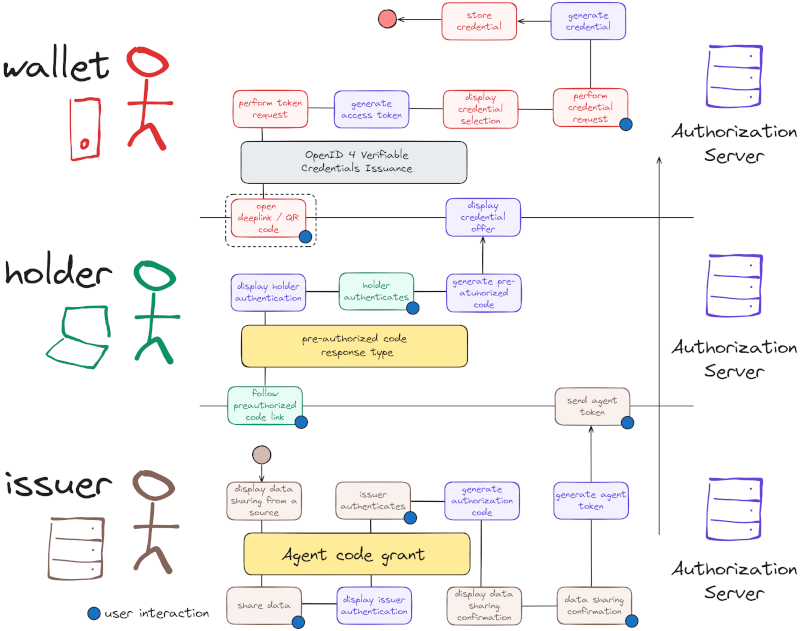 store
credential
generate
credential
wallet
perform token
request
generate
access token
display
credential
selection
perform
credential
request
Authorization
Server
OpenID 4 Verifiable
Credentials Issuance
open
deeplink / QR
code
display
credential
offer
holder
display holder
authentication
holder
authenticates
generate pre-
atuhorized
code
Authorization
Server
pre-authorized code
response type
follow
preauthorized
code link
send agent
token
issuer
display data
sharing from a
source
issuer
authenticates
generate
authorization
code
generate agent
token
Agent code grant
Authorization
Server
share data
display issuer
authentication
display data
sharing
confirmation
data sharing
confirmation
user interaction